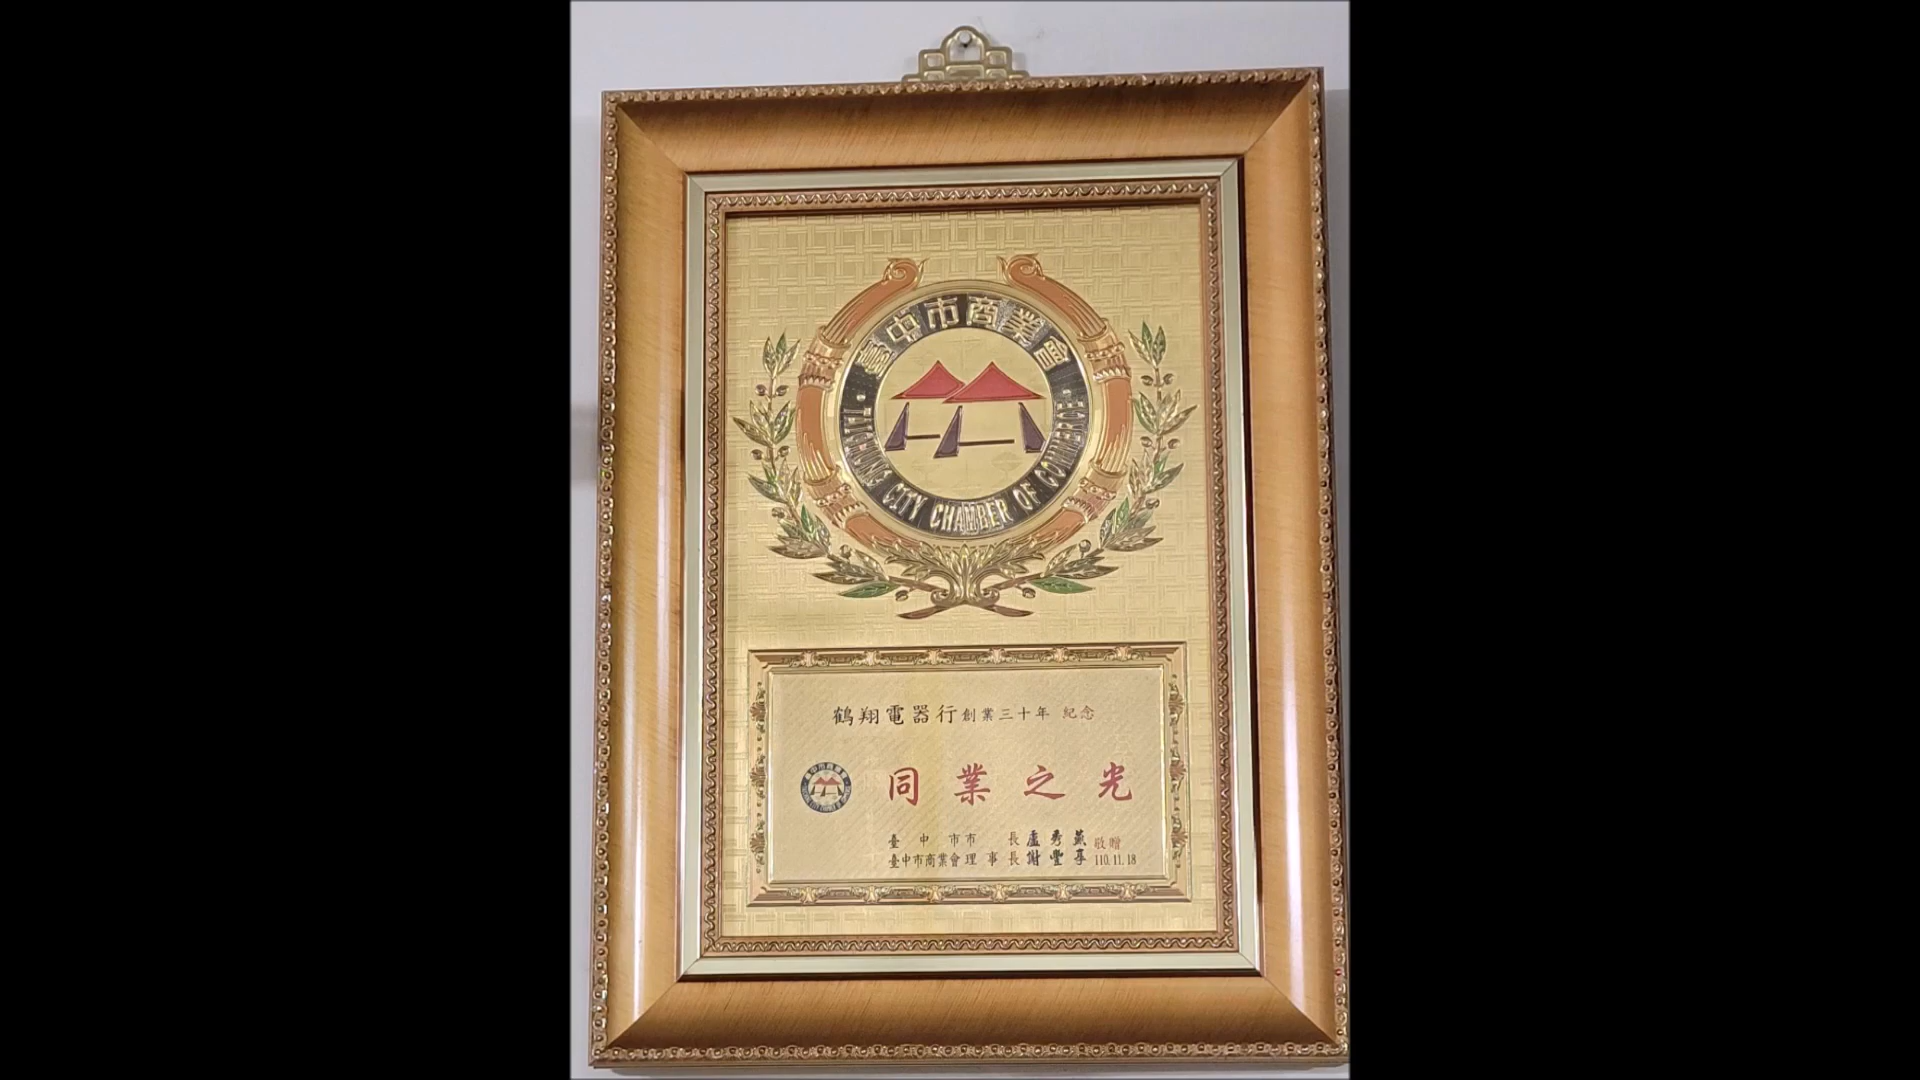 臺中市商業會
TAICHUNG CITY CHAMBER OF COMMERCE
鶴翔電器行創業三十年 紀念
同業之光
臺中市市長盧秀燕 敬贈
臺中市商業會理事長謝豐享 110.11.18